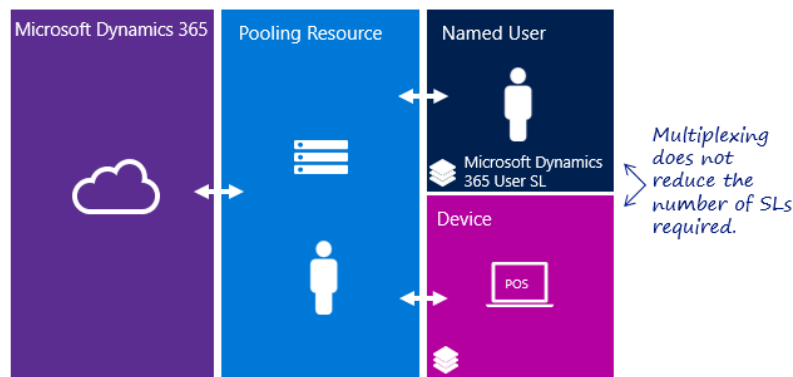 Microsoft Dynamics 365
Pooling Resource
Named User
Microsoft Dynamics
365 User SL
Device
POS
Multiplexing
does not
reduce the
number of SLs
required.